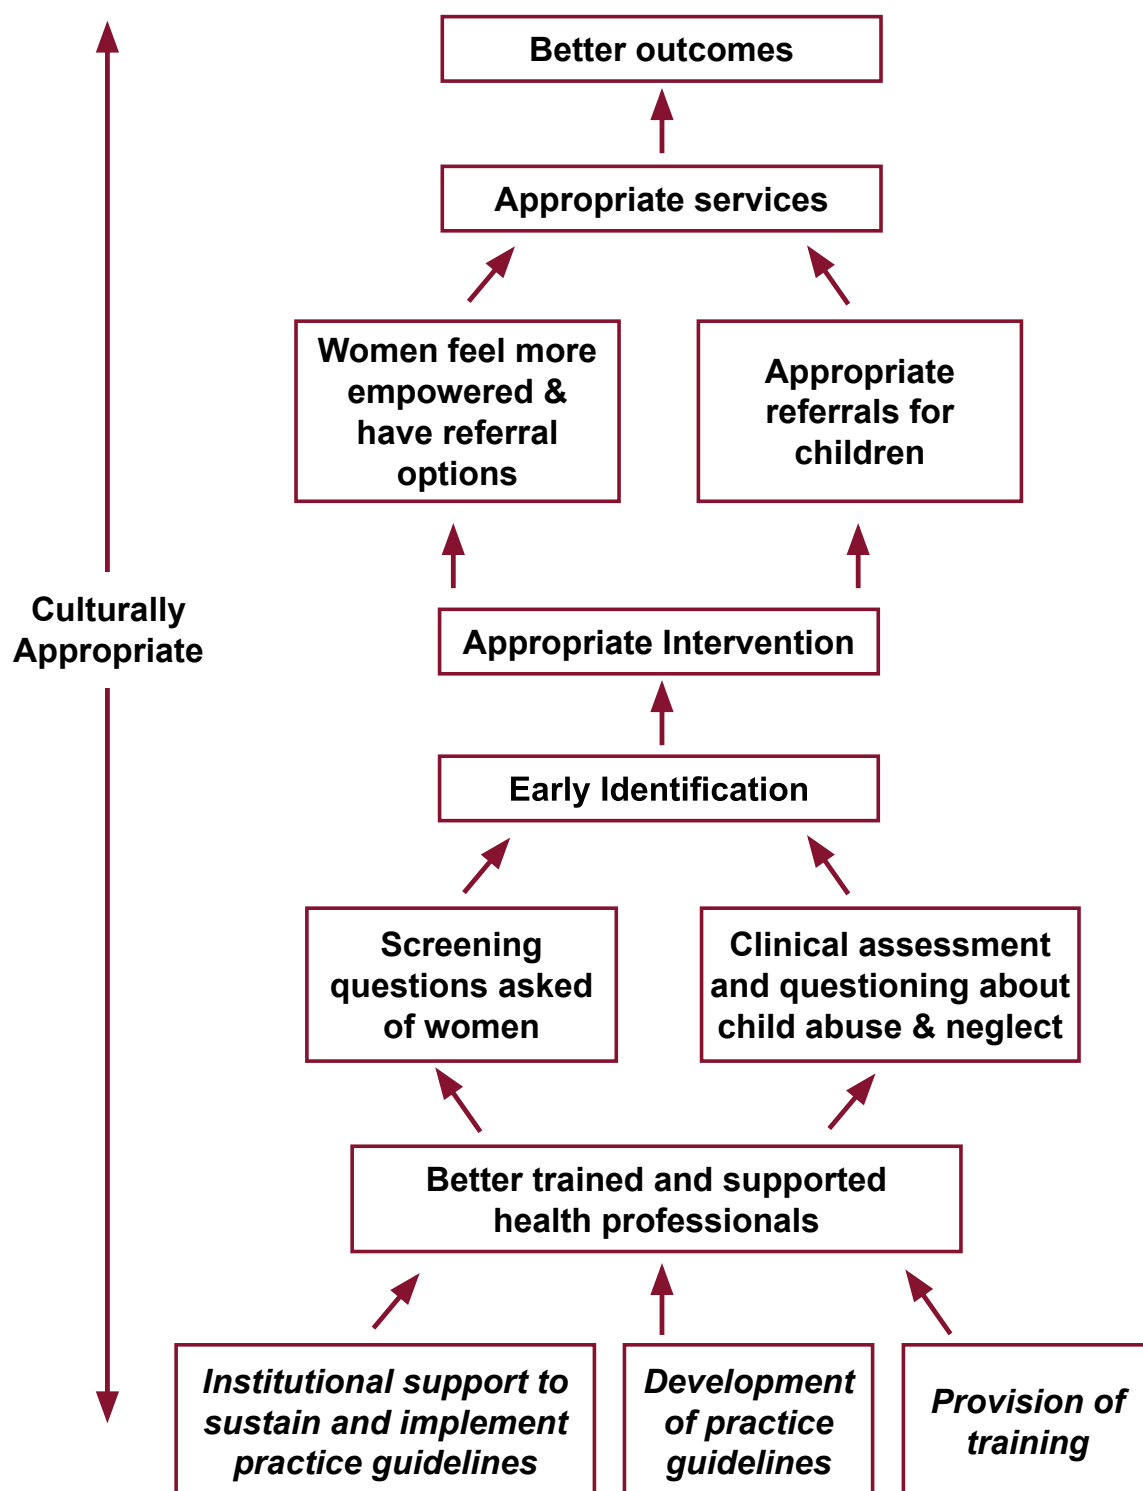 Better outcomes
Appropriate services
Women feel more
empowered &
have referral
options
Appropriate
referrals for
children
Culturally
Appropriate
Appropriate Intervention
Early Identification
Screening
questions asked
of women
Clinical assessment
and questioning about
child abuse & neglect
Better trained and supported
health professionals
Institutional support to
sustain and implement
practice guidelines
Development
of practice
guidelines
Provision of
training